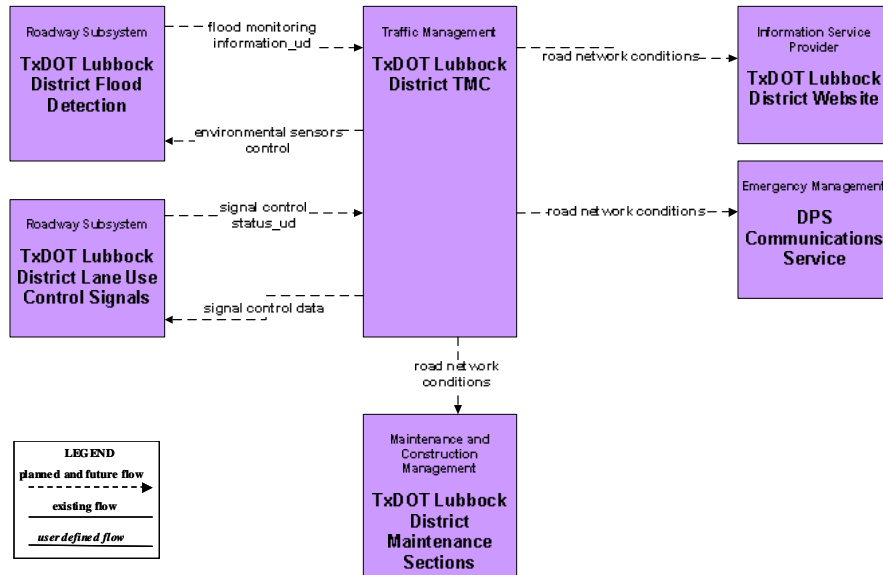 Roadway Subsystem
TxDOT Lubbock
District Flood
Detection
flood monitoring
information_ud
environmental sensors
control
Traffic Management
TxDOT Lubbock
District TMC
road network conditions
Information Service
Provider
TxDOT Lubbock
District Website
Roadway Subsystem
TxDOT Lubbock
District Lane Use
Control Signals
signal control
status_ud
signal control data
road network conditions
Emergency Management
DPS
Communications
Service
road network
conditions
Maintenance and
Construction
Management
TxDOT Lubbock
District
Maintenance
Sections
LEGEND
planned and future flow
existing flow
user defined flow